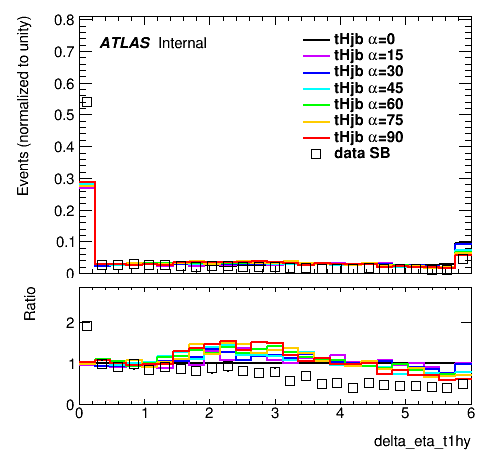 0.8
0.7
0.6
0.5
0.4
0.3
0.2
0.1
0
Events (normalized to unity)
ATLAS Internal
tHjb α=0
tHjb α=15
tHjb α=30
tHjb α=45
tHjb α=60
tHjb α=75
tHjb α=90
data SB
Ratio
2
1
0
0 1 2 3 4 5 6
delta_eta_t1hy